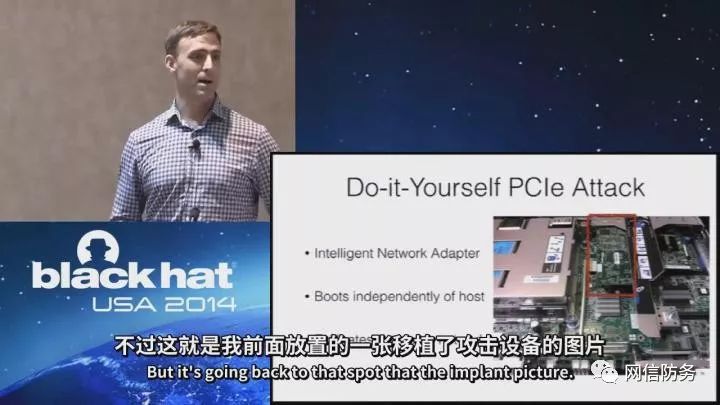 Do-it-Yourself PCIe Attack
• Intelligent Network Adapter
• Boots independently of host
black hat®
USA 2014
不过这就是我前面放置的一张移植了攻击设备的图片
But it's going back to that spot that the implant picture.
网信防务